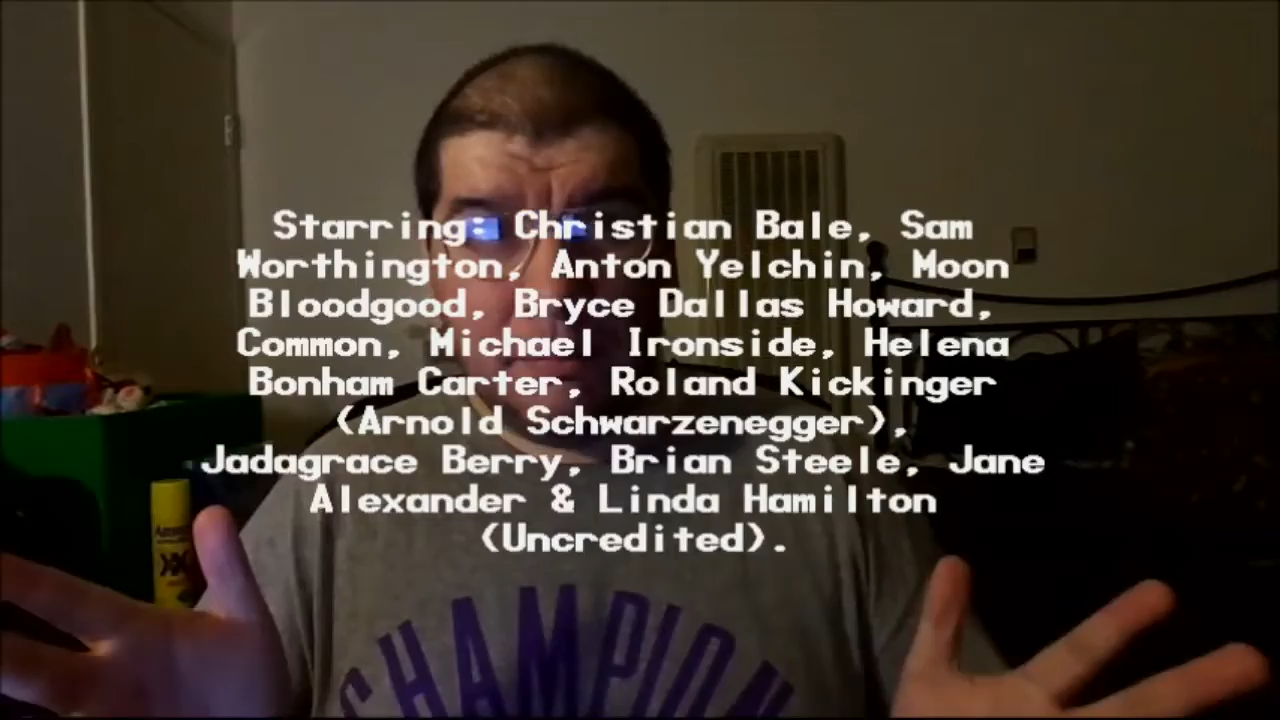 Starring: Christian Bale, Sam
Worthington, Anton Yelchin, Moon
Bloodgood, Bryce Dallas Howard,
Common, Michael Ironside, Helena
Bonham Carter, Roland Kickinger
(Arnold Schwarzenegger),
Jadagrace Berry, Brian Steele, Jane
Alexander & Linda Hamilton
(Uncredited).
CHAMPION